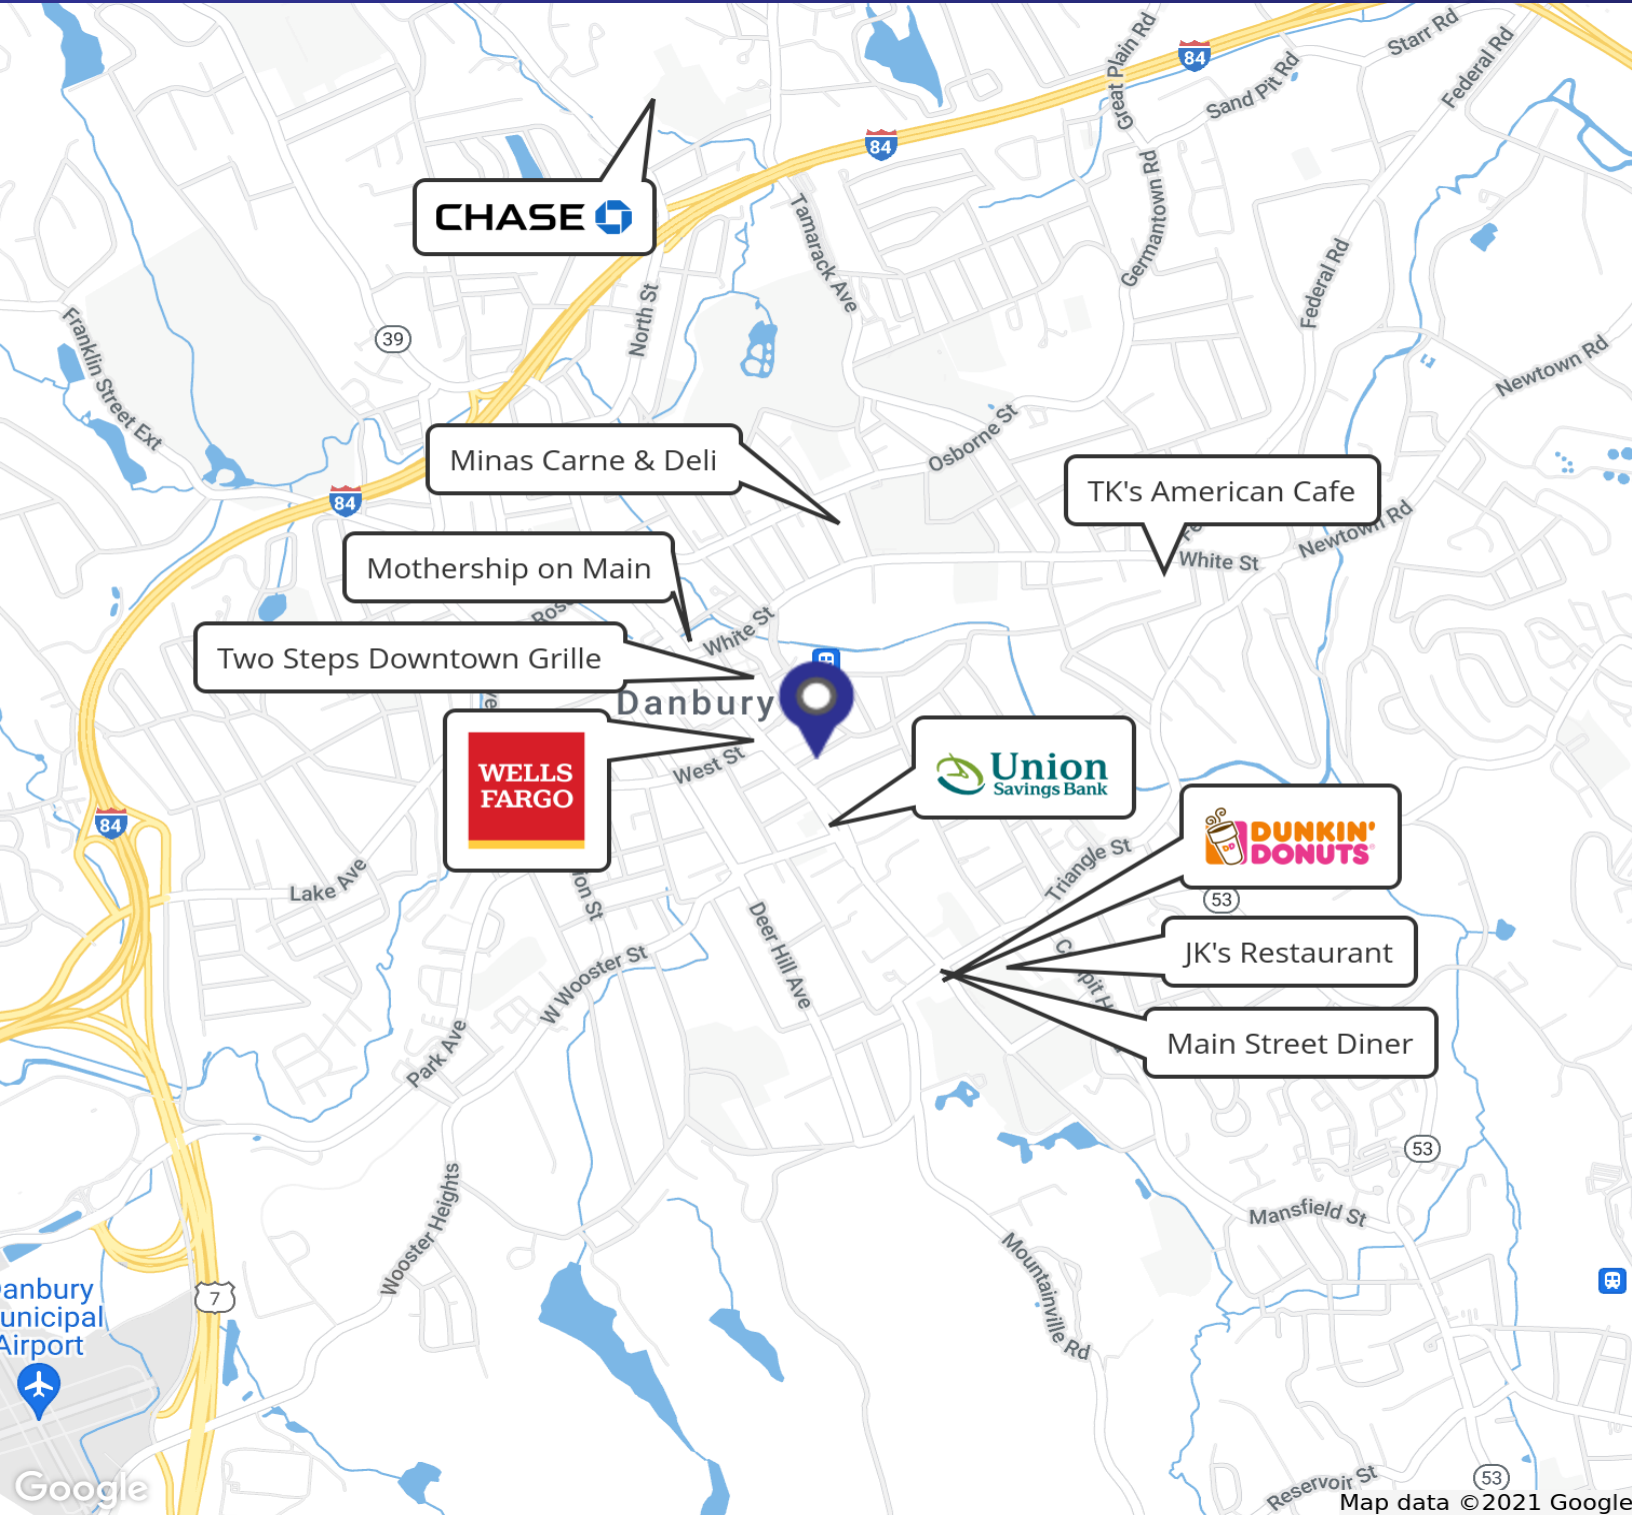 Great Plain Rd
Starr Rd
84
Sand Pit Rd
Federal Rd
84
CHASE
Tamarack Ave
Germantown Rd
Federal Rd
North St
39
Franklin Street Ext
Newtown Rd
Osborne St
Minas Carne & Deli
TK's American Cafe
84
Newtown Rd
White St
Mothership on Main
White St
Two Steps Downtown Grille
Danbury
West St
WELLS
FARGO
Union
Savings Bank
84
DUNKIN'
DONUTS
Triangle St
Lake Ave
53
Deer Hill Ave
JK's Restaurant
W Wooster St
Main Street Diner
Park Ave
53
Wooster Heights
Mansfield St
Mountainville Rd
anbury
unicipal
Airport
7
Google
53
Reservoir St
Map data ©2021 Google